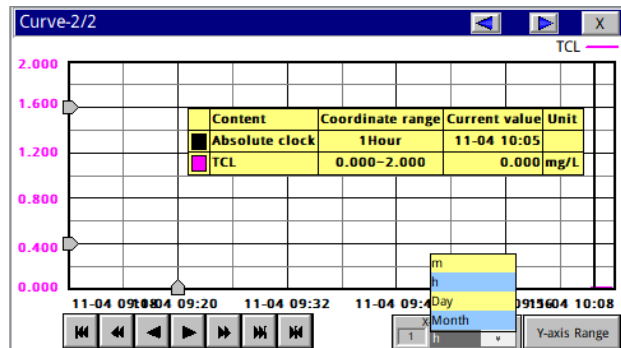 Curve-2/2
X
TCL
2.000
1.600
Content Coordinate range Current value Unit
Absolute clock 1Hour 11-04 10:05
TCL 0.000~2.000 0.000 mg/L
1.200
0.800
0.400
0.000
m
h
Day
Month
11-04 09:20 11-04 09:32 11-04 10:08
1
h
Y-axis Range